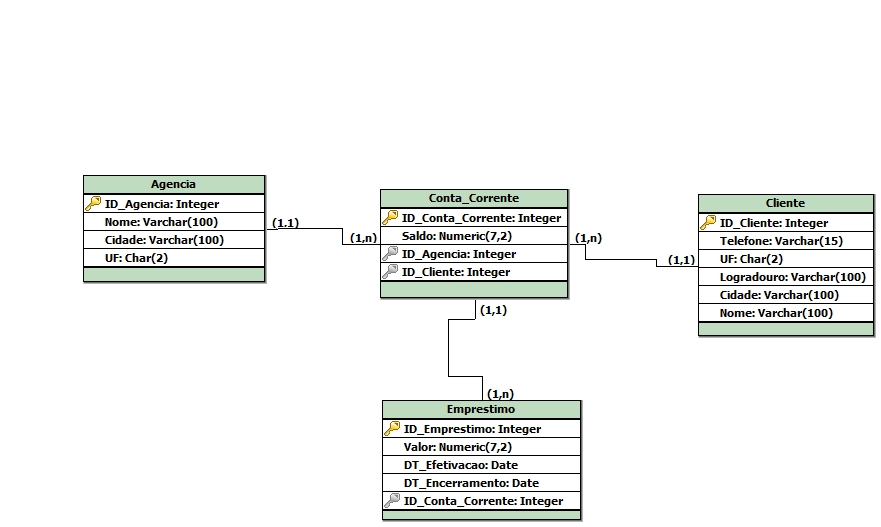 Agencia
ID_Agencia: Integer
Nome: Varchar(100)
Cidade: Varchar(100)
UF: Char(2)
(1.1)
(1,n)
Conta_Corrente
ID_Conta_Corrente: Integer
Saldo: Numeric(7,2)
ID_Agencia: Integer
ID_Cliente: Integer
(1,n)
(1,1)
Cliente
ID_Cliente: Integer
Telefone: Varchar(15)
UF: Char(2)
Logradouro: Varchar(100)
Cidade: Varchar(100)
Nome: Varchar(100)
(1,1)
(1,n)
Emprestimo
ID_Emprestimo: Integer
Valor: Numeric(7,2)
DT_Efetivacao: Date
DT_Encerramento: Date
ID_Conta_Corrente: Integer